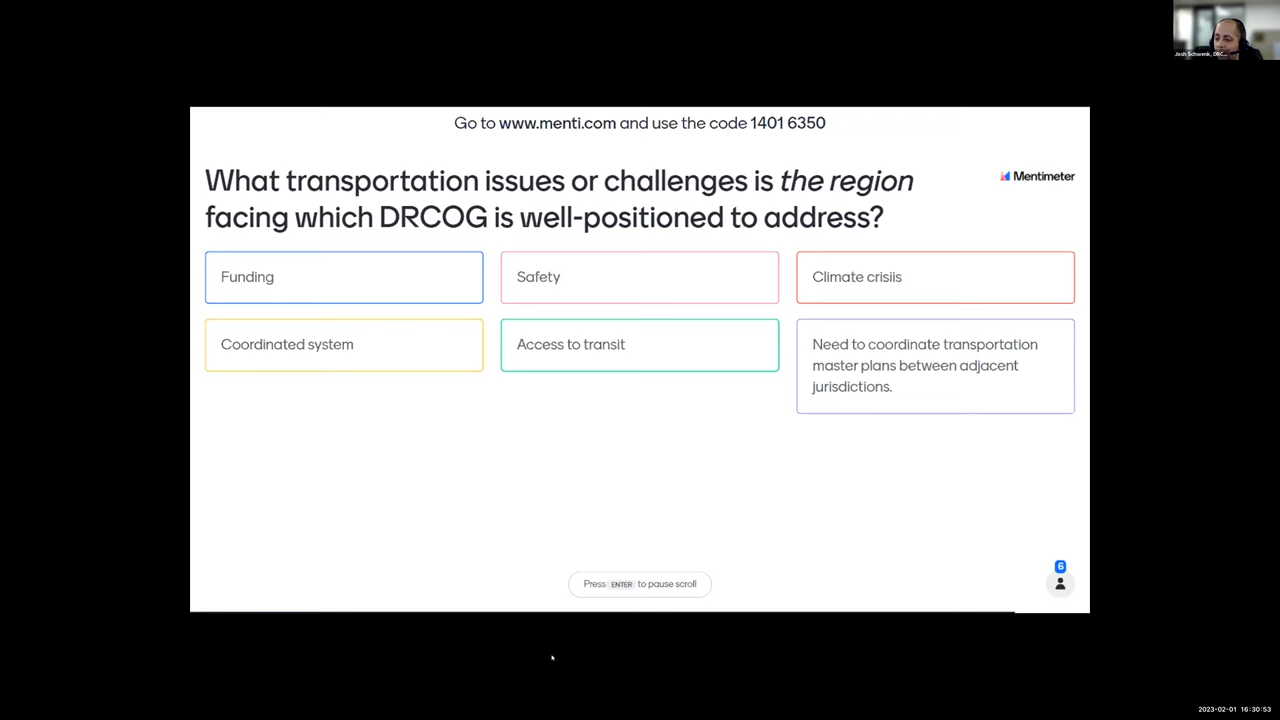 Josh Schwenk, DRC...
Go to www.menti.com and use the code 1401 6350
What transportation issues or challenges is the region
facing which DRCOG is well-positioned to address?
Mentimeter
Funding
Safety
Climate crisiis
Coordinated system
Access to transit
Need to coordinate transportation
master plans between adjacent
jurisdictions.
6
Press ENTER to pause scroll
2023-02-01 16:30:53